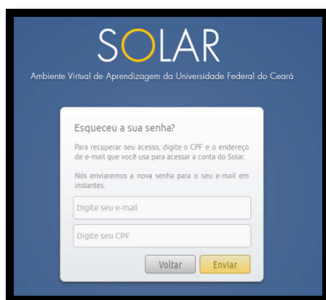 SOLAR
Ambiente Virtual de Aprendizagem da Universidade Federal do Ceará
Esqueceu a sua senha?
Para recuperar seu acesso, digite o CPF e o endereço
de e-mail que você usa para acessar a conta do Solar.
Nós enviaremos a nova senha para o seu e-mail em
instantes.
Digite seu e-mail
Digite seu CPF
Voltar Enviar